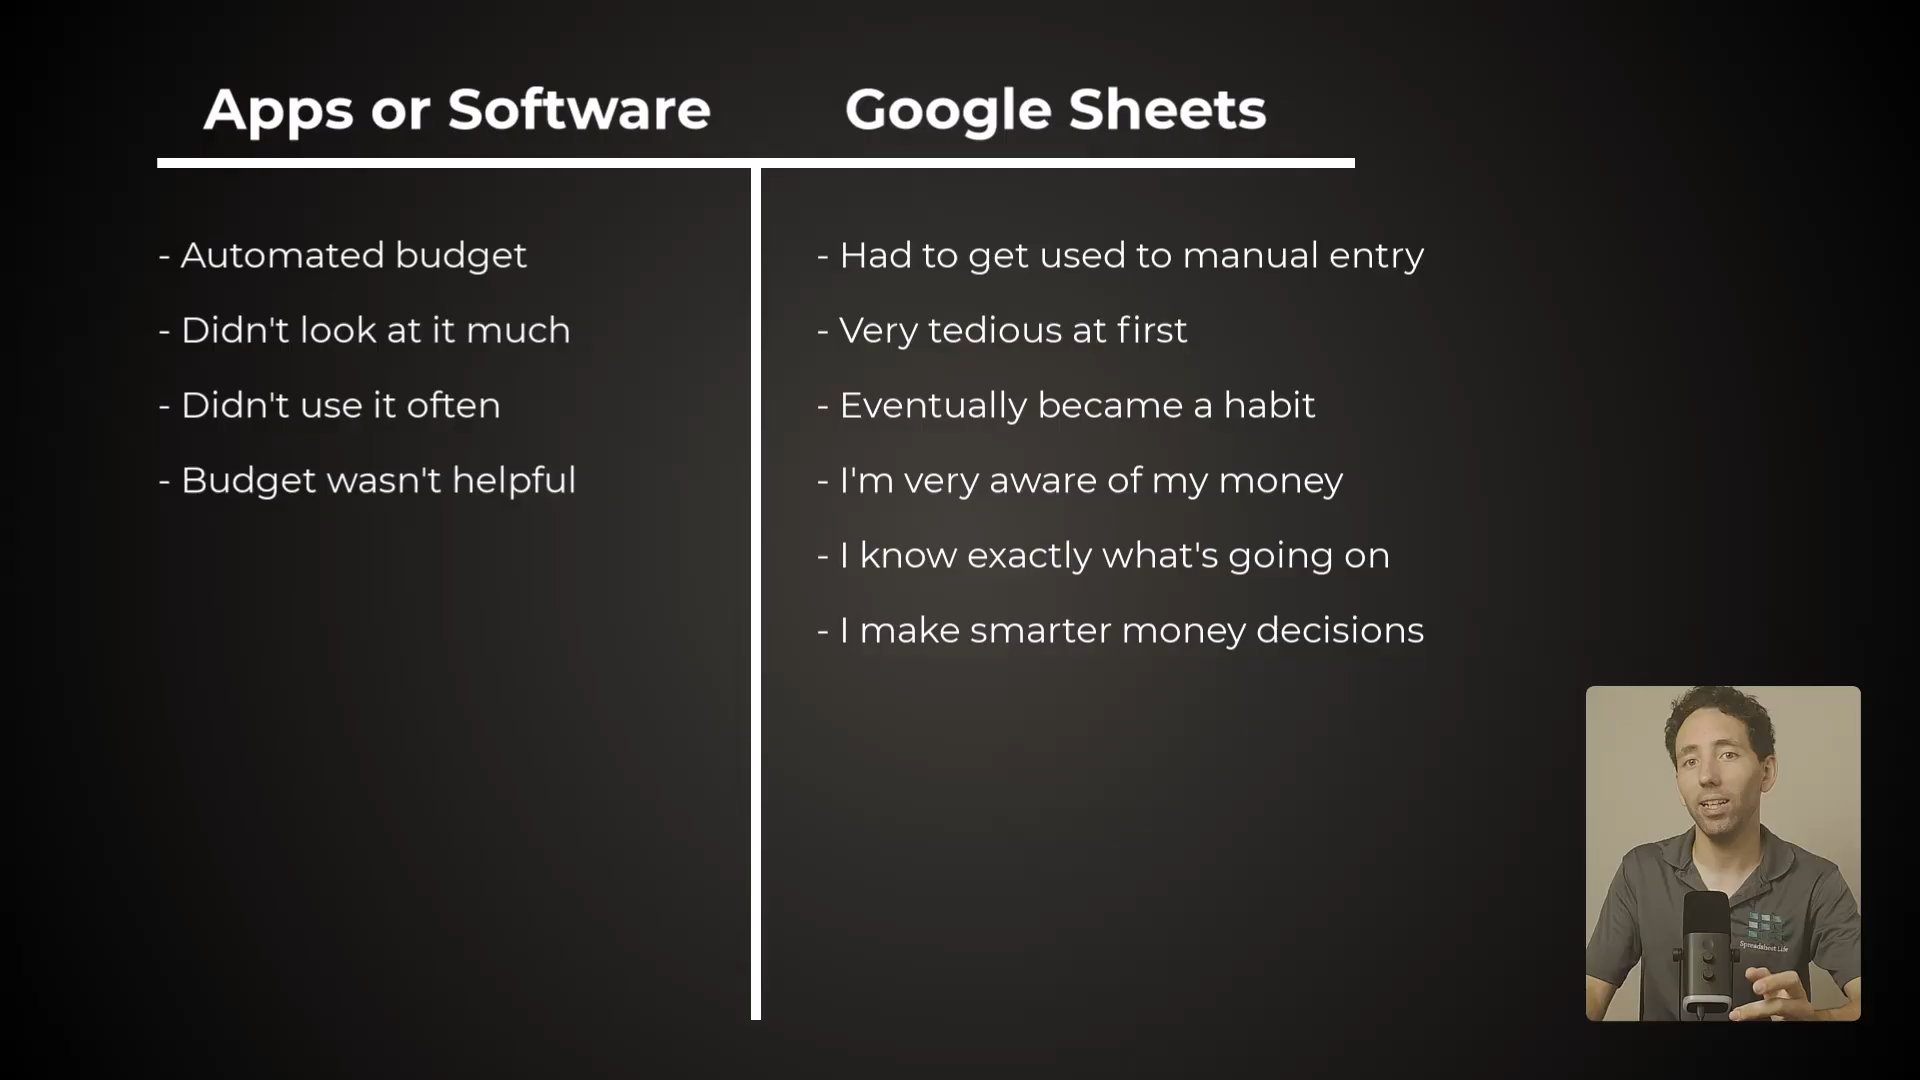 Apps or Software
Google Sheets
- Automated budget
- Didn't look at it much
- Didn't use it often
- Budget wasn't helpful
- Had to get used to manual entry
- Very tedious at first
- Eventually became a habit
- I'm very aware of my money
- I know exactly what's going on
- I make smarter money decisions
Spreadsheet Life